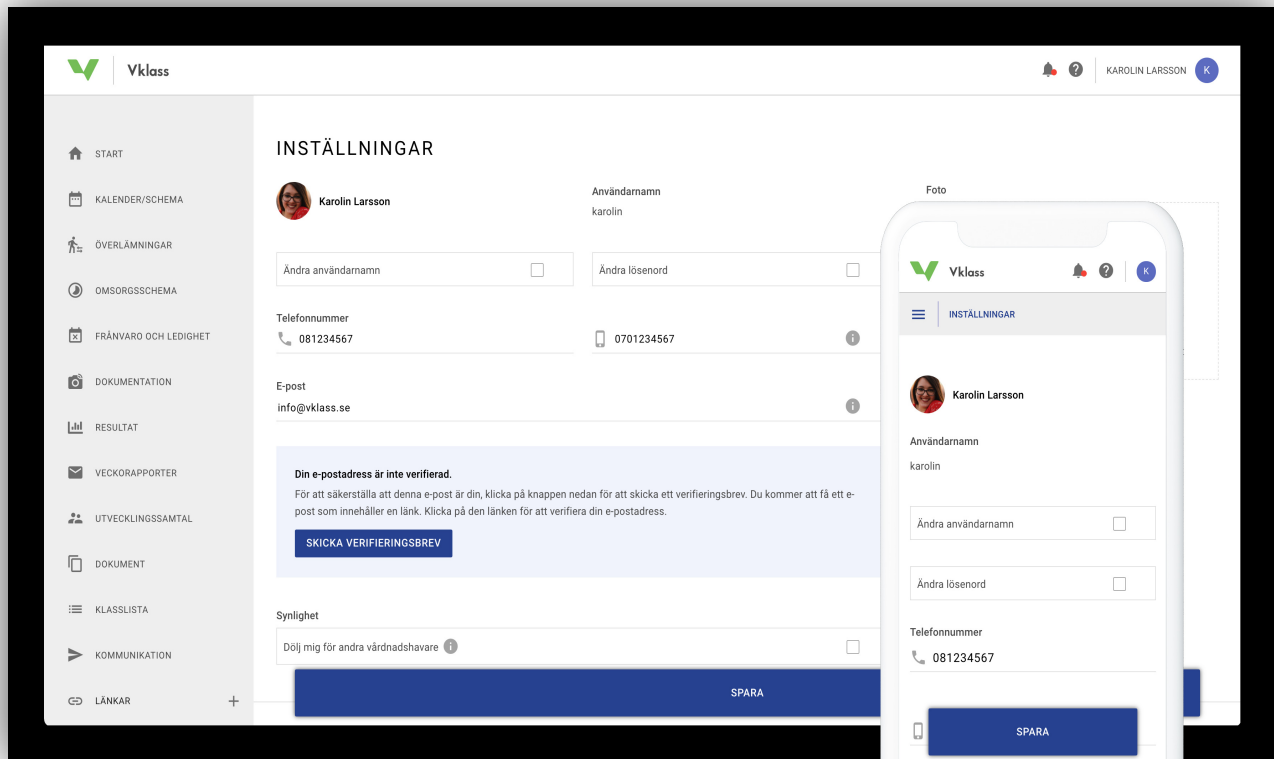 Vklass
KAROLIN LARSSON K
START
KALENDER/SCHEMA
ÖVERLÄMNINGAR
OMSORGSSCHEMA
FRÅNVARO OCH LEDIGHET
DOKUMENTATION
RESULTAT
VECKORAPPORTER
UTVECKLINGSSAMTAL
DOKUMENT
KLASSLISTA
KOMMUNIKATION
LÄNKAR +
INSTÄLLNINGAR
Karolin Larsson
Användarnamn
karolin
Foto
Ändra användarnamn
Ändra lösenord
Telefonnummer
081234567
0701234567
E-post
info@vklass.se
Din e-postadress är inte verifierad.
För att säkerställa att denna e-post är din, klicka på knappen nedan för att skicka ett verifieringsbrev. Du kommer att få ett e-
post som innehåller en länk. Klicka på den länken för att verifiera din e-postadress.
SKICKA VERIFIERINGSBREV
Synlighet
Dölj mig för andra vårdnadshavare
SPARA
Vklass
K
INSTÄLLNINGAR
Karolin Larsson
Användarnamn
karolin
Ändra användarnamn
Ändra lösenord
Telefonnummer
081234567
SPARA